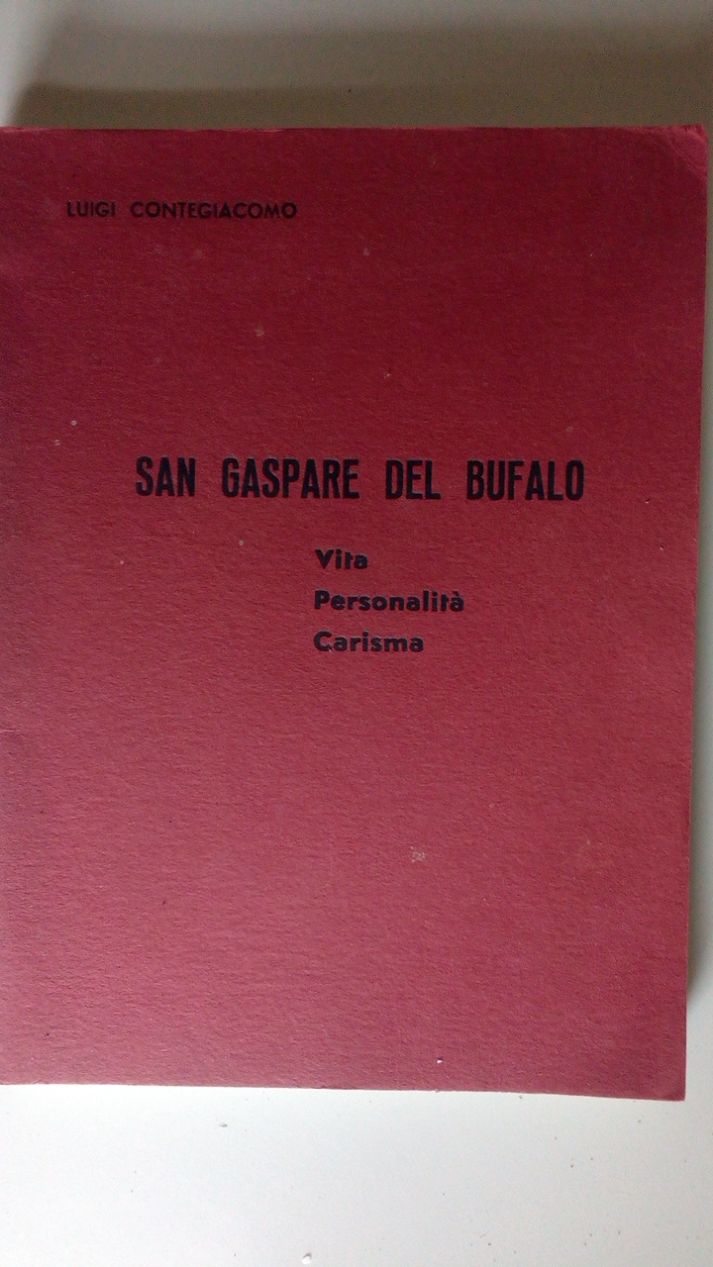 LUIGI CONTEGIACOMO
SAN GASPARE DEL BUFALO
Vita
Personalità
Carisma